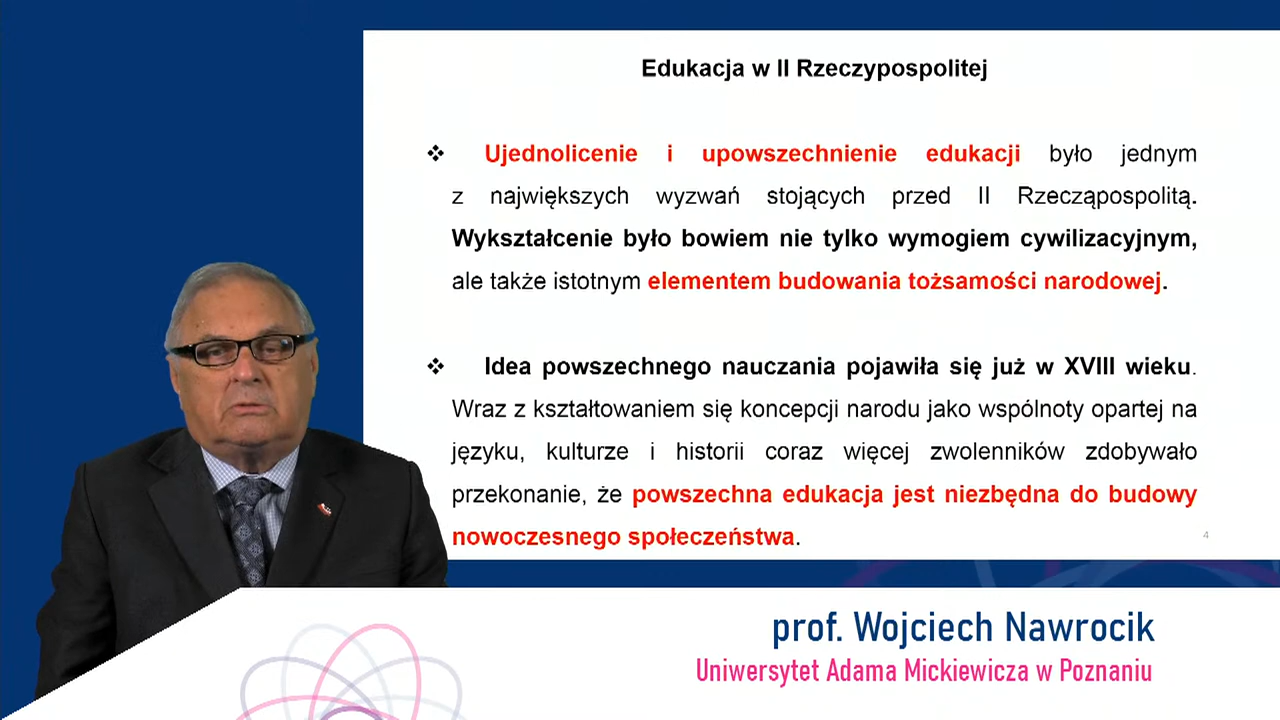 Edukacja w II Rzeczypospolitej
❖ Ujednolicenie i upowszechnienie edukacji było jednym
z największych wyzwań stojących przed II Rzecząpospolitą.
Wykształcenie było bowiem nie tylko wymogiem cywilizacyjnym,
ale także istotnym elementem budowania tożsamości narodowej.
❖ Idea powszechnego nauczania pojawiła się już w XVIII wieku.
Wraz z kształtowaniem się koncepcji narodu jako wspólnoty opartej na
języku, kulturze i historii coraz więcej zwolenników zdobywało
przekonanie, że powszechna edukacja jest niezbędna do budowy
nowoczesnego społeczeństwa.
4
prof. Wojciech Nawrocik
Uniwersytet Adama Mickiewicza w Poznaniu